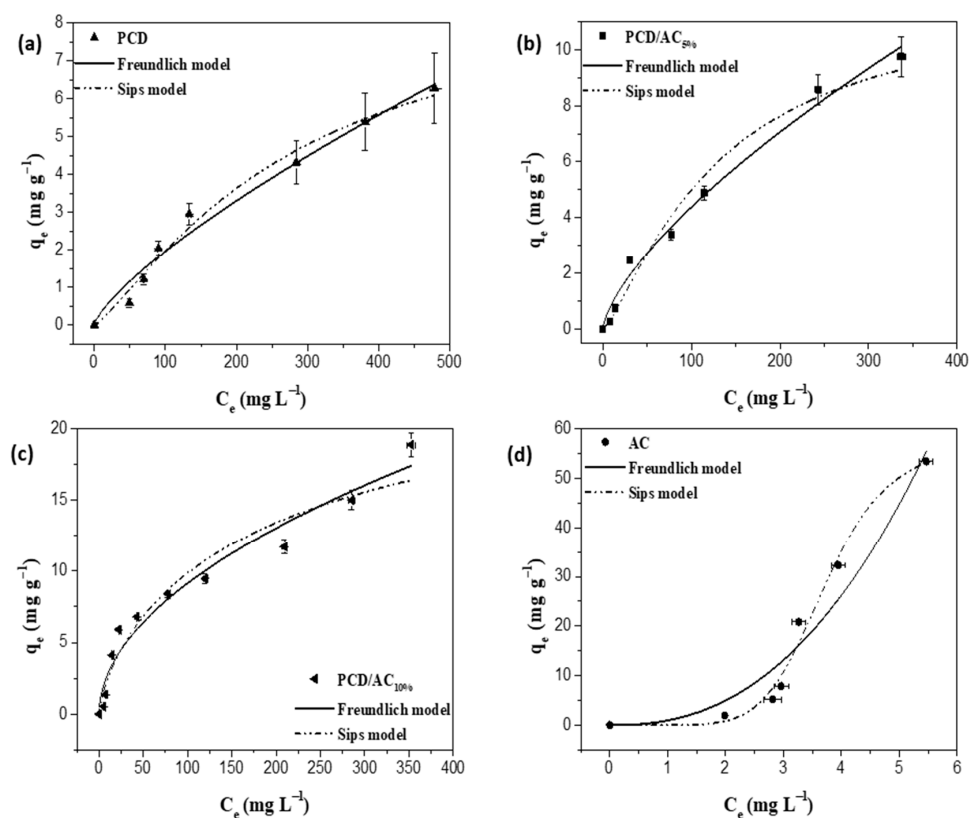 (a)
PCD
Freundlich model
Sips model
8
7
6
5
4
3
2
1
0
qe (mg g⁻¹)
0 100 200 300 400 500
Ce (mg L⁻¹)
(b)
PCD/AC5%
Freundlich model
Sips model
10
8
6
4
2
0
qe (mg g⁻¹)
0 100 200 300 400
Ce (mg L⁻¹)
(c)
20
15
10
5
0
qe (mg g⁻¹)
PCD/AC10%
Freundlich model
Sips model
0 50 100 150 200 250 300 350 400
Ce (mg L⁻¹)
(d)
AC
Freundlich model
Sips model
60
50
40
30
20
10
0
qe (mg g⁻¹)
0 1 2 3 4 5 6
Ce (mg L⁻¹)